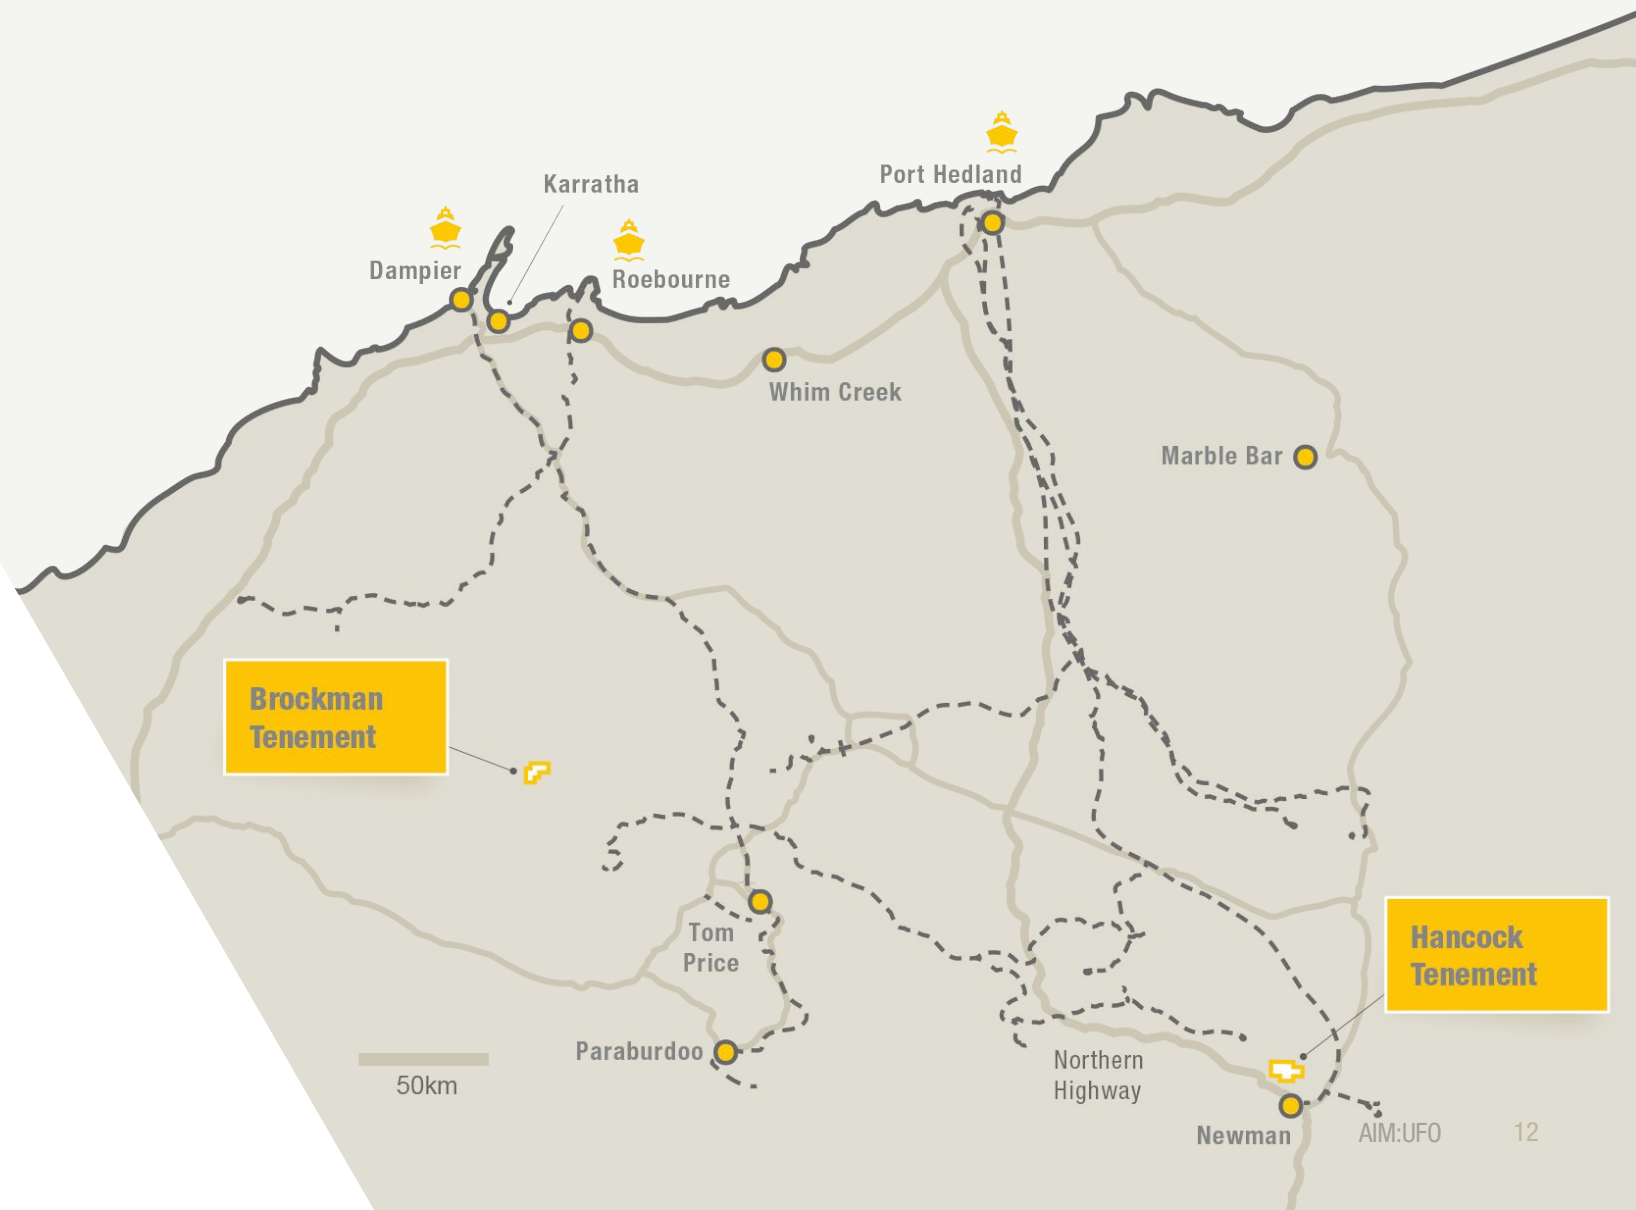 Port Hedland
Karratha
Dampier
Roebourne
Whim Creek
Marble Bar
Brockman
Tenement
Tom
Price
Hancock
Tenement
Paraburdoo
50km
Northern
Highway
Newman
AIM:UFO
12